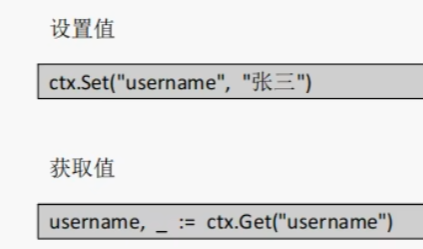 设置值
ctx.Set("username", "张三")
获取值
username, _ := ctx.Get("username")